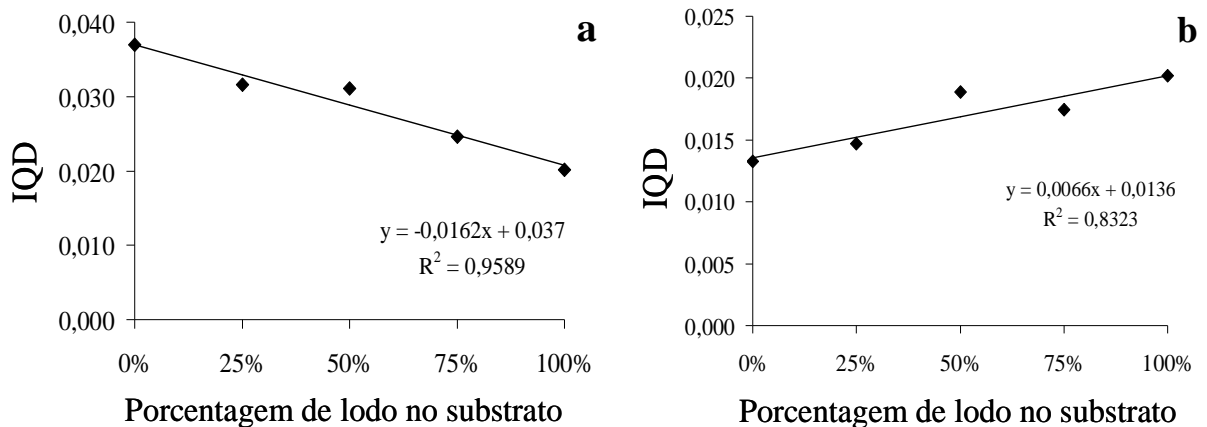 a
0,040
0,030
0,020
0,010
0,000
IQD
y = -0,0162x + 0,037
R² = 0,9589
0% 25% 50% 75% 100%
Porcentagem de lodo no substrato
b
0,025
0,020
0,015
0,010
0,005
0,000
IQD
y = 0,0066x + 0,0136
R² = 0,8323
0% 25% 50% 75% 100%
Porcentagem de lodo no substrato